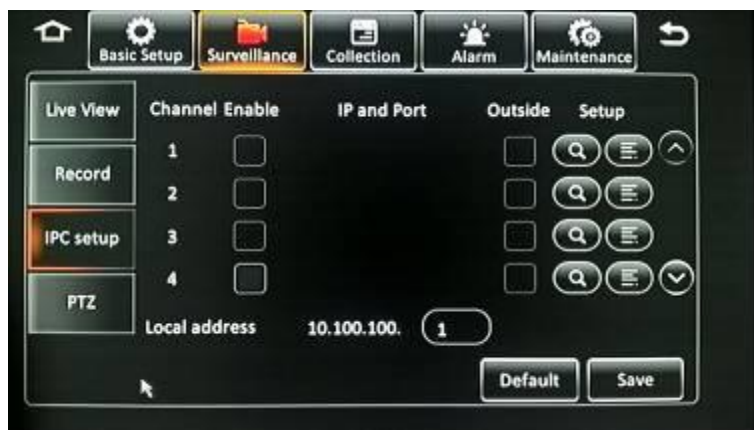 Basic Setup Surveillance Collection Alarm Maintenance
Live View Channel Enable IP and Port Outside Setup
1
Record
2
IPC setup 3
4
PTZ
Local address 10.100.100. 1
Default Save